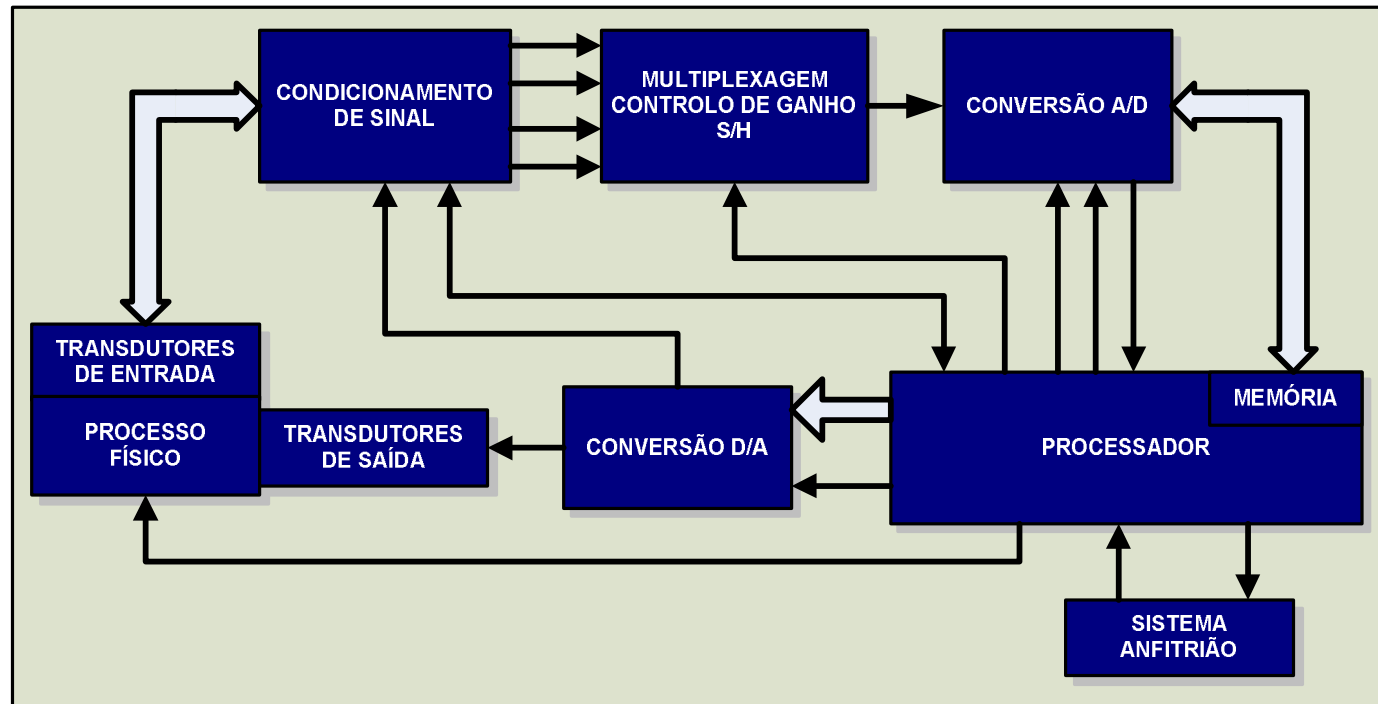 CONDICIONAMENTO
DE SINAL
MULTIPLEXAGEM
CONTROLO DE GANHO
S/H
CONVERSÃO A/D
TRANSDUTORES
DE ENTRADA
PROCESSO
FÍSICO
TRANSDUTORES
DE SAÍDA
CONVERSÃO D/A
MEMÓRIA
PROCESSADOR
SISTEMA
ANFITRIÃO